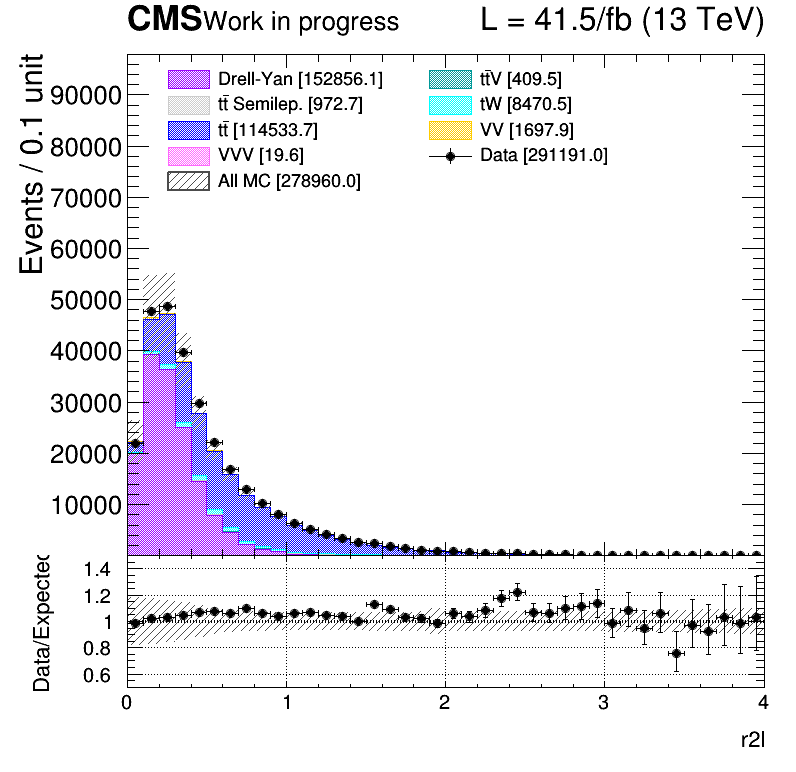 CMS Work in progress L = 41.5/fb (13 TeV)
Drell-Yan [152856.1] tt̄V [409.5]
tt̄ Semilep. [972.7] tW [8470.5]
tt̄ [114533.7] VV [1697.9]
VVV [19.6] Data [291191.0]
All MC [278960.0]
Events / 0.1 unit
90000
80000
70000
60000
50000
40000
30000
20000
10000
Data/Expected
1.4
1.2
1
0.8
0.6
0 1 2 3 4
r2l